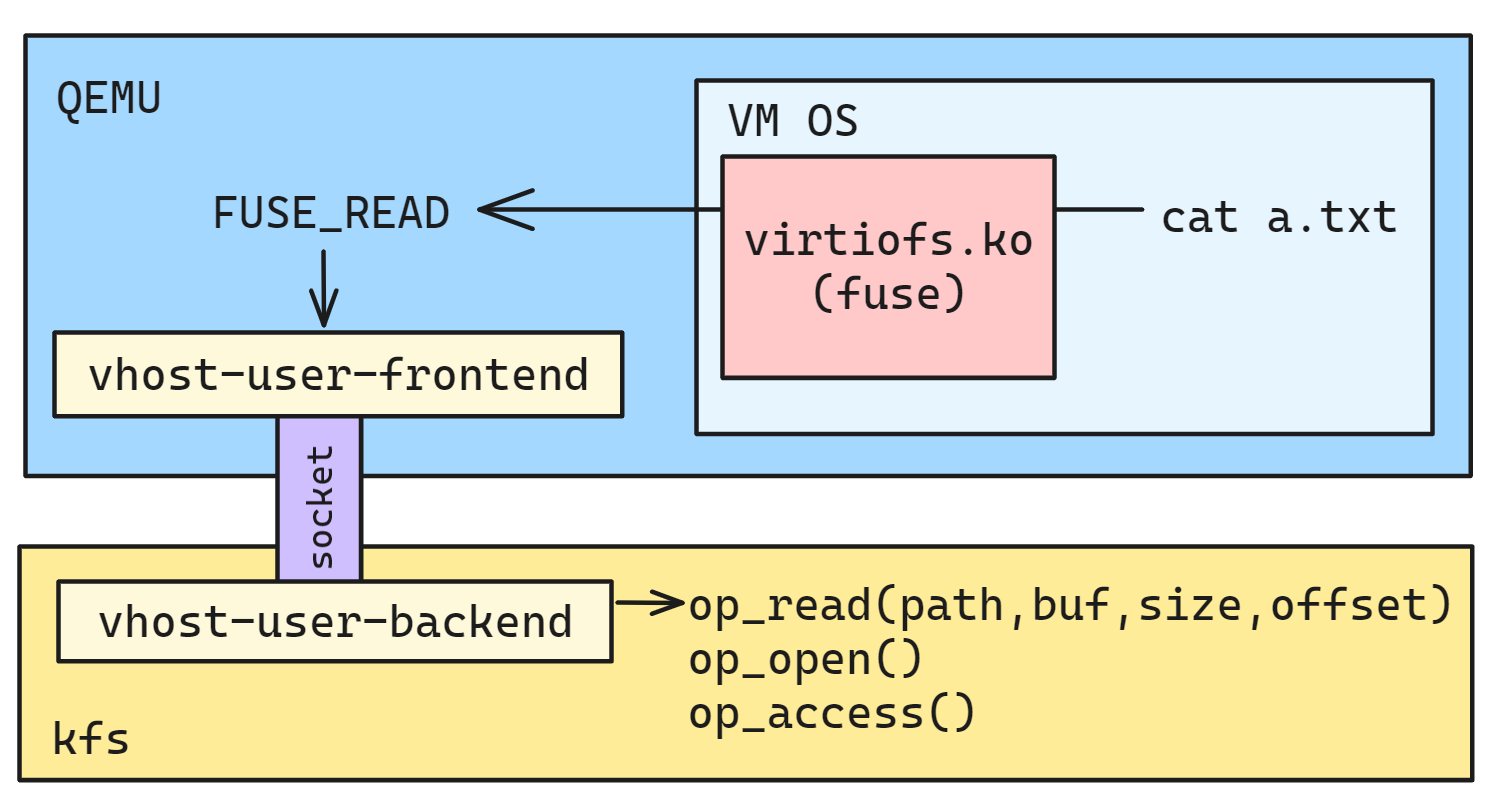 QEMU
VM OS
FUSE_READ
virtiofs.ko
(fuse)
cat a.txt
vhost-user-frontend
socket
vhost-user-backend
op_read(path,buf,size,offset)
op_open()
op_access()
kfs